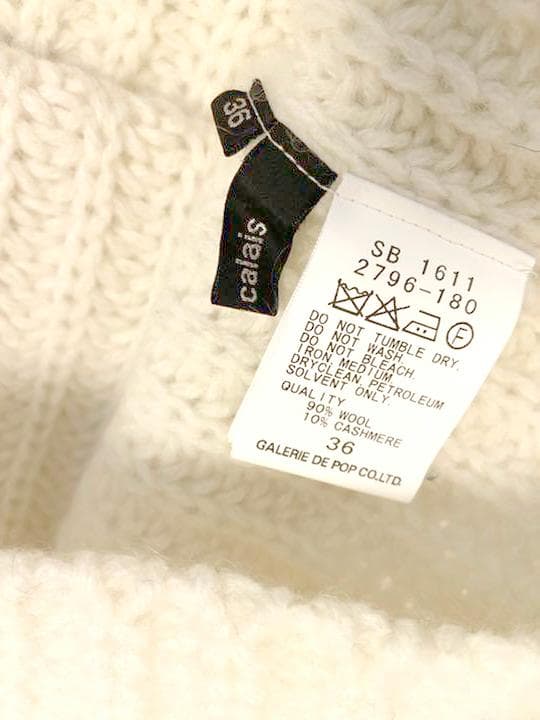 36
calais
SB 1611
2796-180
F
DO NOT TUMBLE DRY.
DO NOT WASH.
DO NOT BLEACH.
IRON MEDIUM.
DRYCLEAN, PETROLEUM
SOLVENT ONLY.
QUALITY
90% WOOL
10% CASHMERE
36
GALERIE DE POP CO.,LTD.